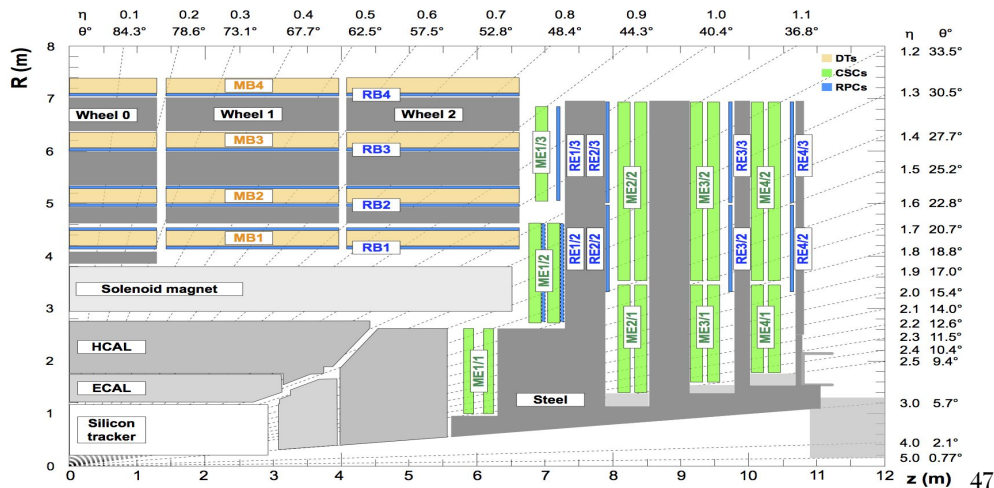 η 0.1 0.2 0.3 0.4 0.5 0.6 0.7 0.8 0.9 1.0 1.1
θ° 84.3° 78.6° 73.1° 67.7° 62.5° 57.5° 52.8° 48.4° 44.3° 40.4° 36.8° η θ°
R (m)
8
7
6
5
4
3
2
1
0
1.2 33.5°
1.3 30.5°
1.4 27.7°
1.5 25.2°
1.6 22.8°
1.7 20.7°
1.8 18.8°
1.9 17.0°
2.0 15.4°
2.1 14.0°
2.2 12.6°
2.3 11.5°
2.4 10.4°
2.5 9.4°
3.0 5.7°
4.0 2.1°
5.0 0.77°
DTs
CSCs
RPCs
MB4
RB4
Wheel 0 Wheel 1 Wheel 2
MB3
RB3
MB2
RB2
MB1
RB1
Solenoid magnet
HCAL
ECAL
Silicon
tracker
Steel
ME1/3
RE1/3
RE2/3
ME2/2
ME3/2
RE3/3
ME4/2
RE4/3
ME1/2
RE1/2
RE2/2
RE3/2
RE4/2
ME1/1
ME2/1
ME3/1
ME4/1
0 1 2 3 4 5 6 7 8 9 10 11 12 z (m)
47